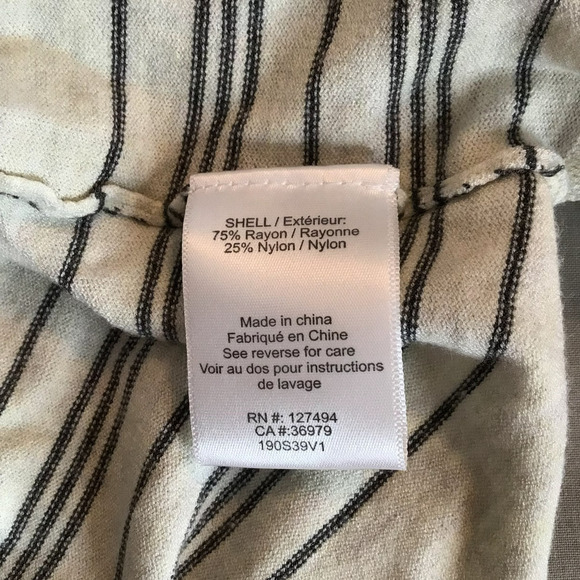 SHELL / Extérieur:
75% Rayon / Rayonne
25% Nylon / Nylon
Made in china
Fabriqué en Chine
See reverse for care
Voir au dos pour instructions
de lavage
RN #: 127494
CA #:36979
190S39V1